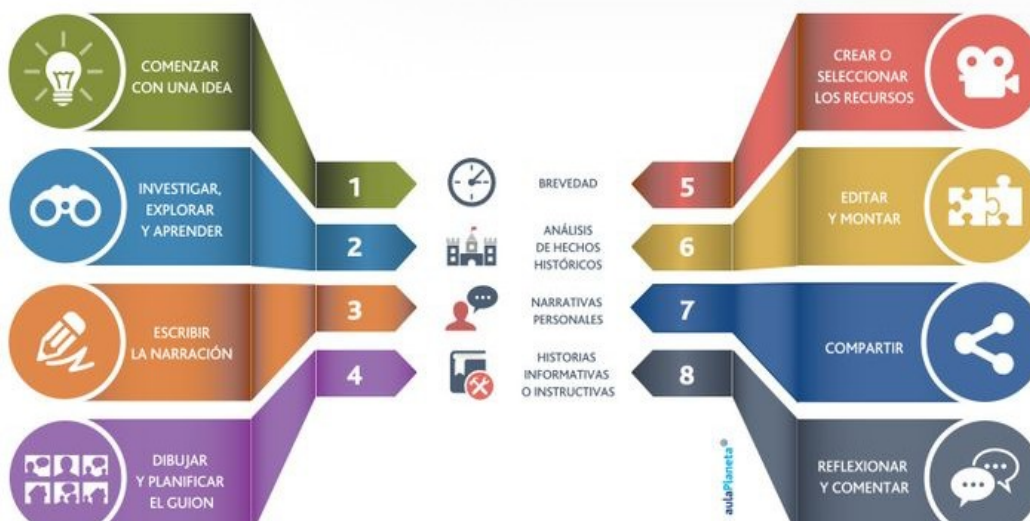 COMENZAR
CON UNA IDEA
INVESTIGAR,
EXPLORAR
Y APRENDER
ESCRIBIR
LA NARRACIÓN
DIBUJAR
Y PLANIFICAR
EL GUION
1
2
3
4
BREVEDAD
ANÁLISIS
DE HECHOS
HISTÓRICOS
NARRATIVAS
PERSONALES
HISTORIAS
INFORMATIVAS
O INSTRUCTIVAS
5
6
7
8
CREAR O
SELECCIONAR
LOS RECURSOS
EDITAR
Y MONTAR
COMPARTIR
REFLEXIONAR
Y COMENTAR
aulaPlaneta®